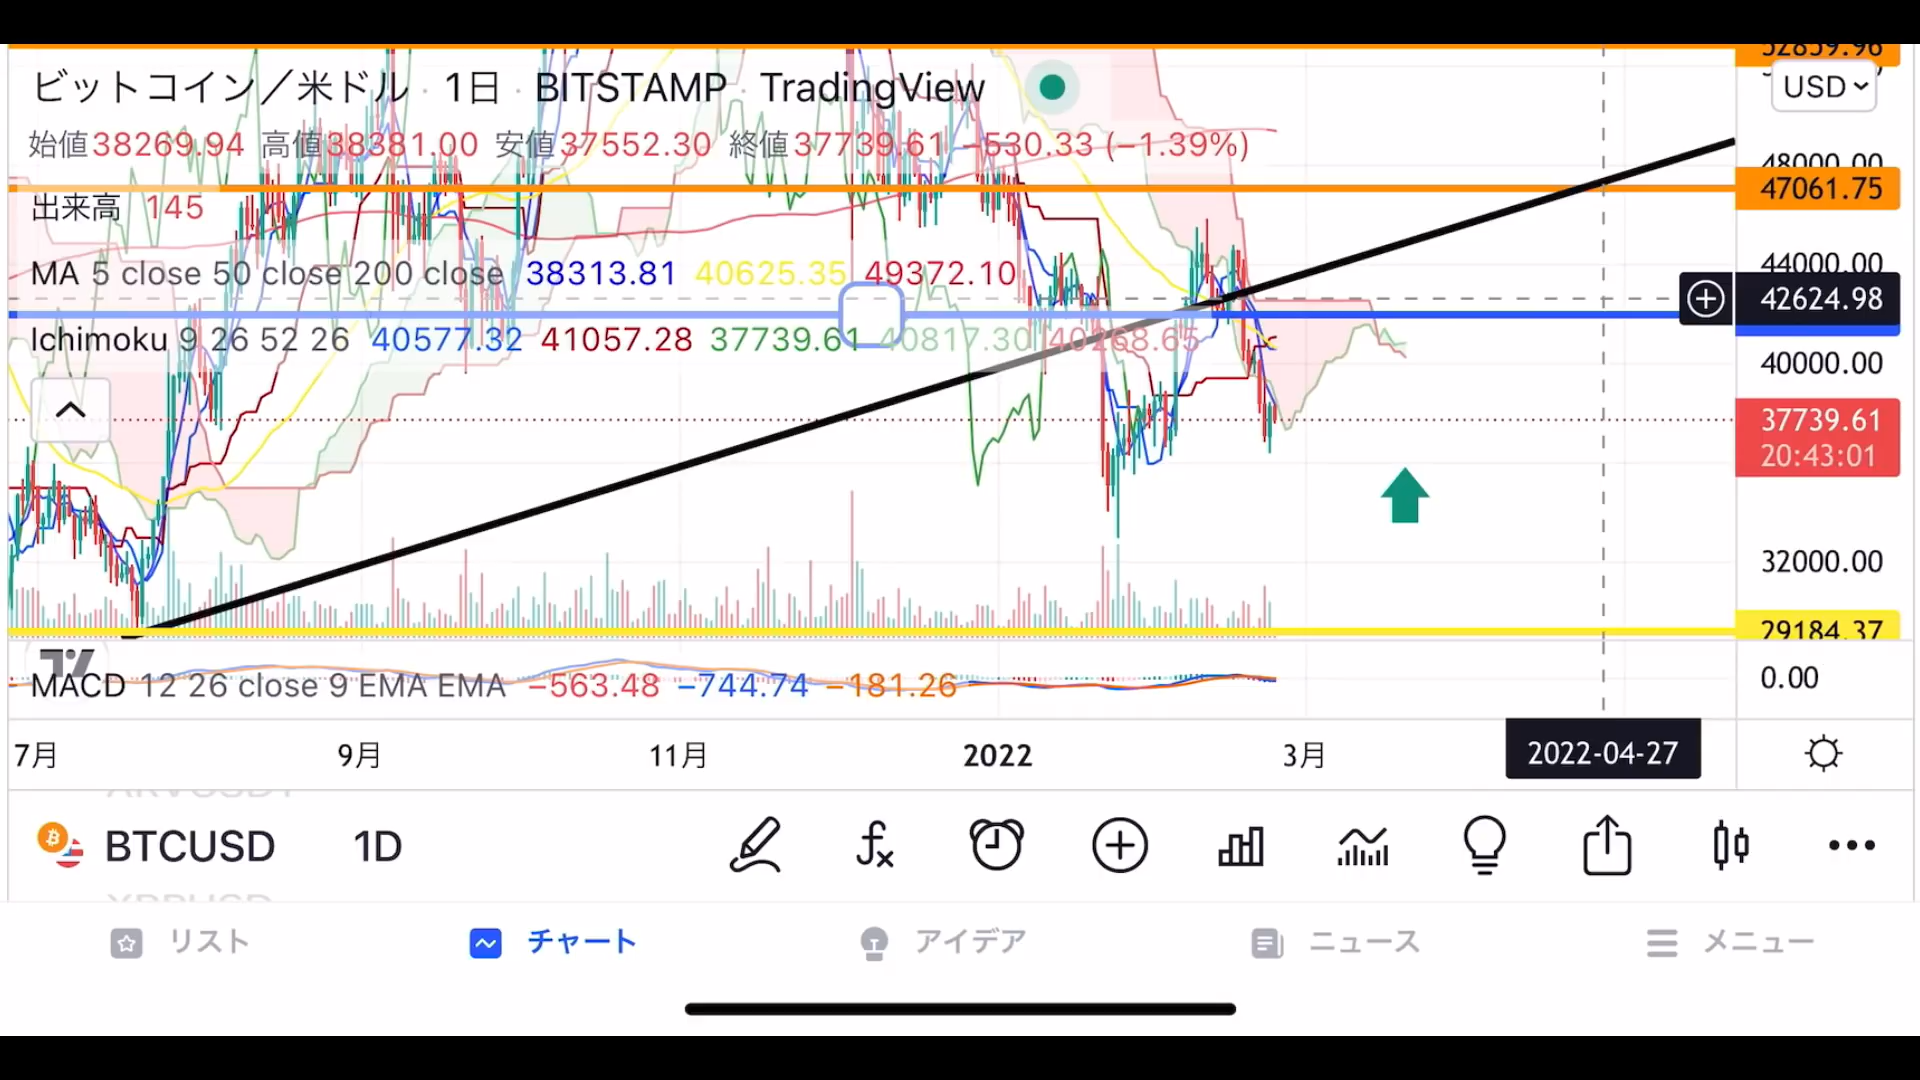 52859.96
ビットコイン／米ドル · 1日 · BITSTAMP · TradingView
USD
始値38269.94 高値38381.00 安値37552.30 終値37739.61 −530.33 (−1.39%)
48000.00
47061.75
出来高 145
44000.00
MA 5 close 50 close 200 close 38313.81 40625.35 49372.10
42624.98
Ichimoku 9 26 52 26 40577.32 41057.28 37739.61 40817.30 40268.65
40000.00
37739.61
20:43:01
32000.00
29184.37
MACD 12 26 close 9 EMA EMA −563.48 −744.74 −181.26
0.00
7月 9月 11月 2022 3月 2022-04-27
BTCUSD 1D
XRPUSD
リスト チャート アイデア ニュース メニュー